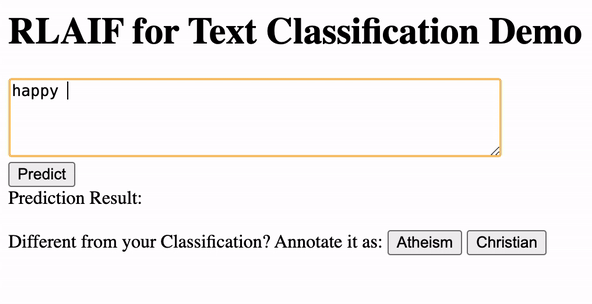 RLAIF for Text Classification Demo
happy
Predict
Prediction Result:
Different from your Classification? Annotate it as: Atheism Christian